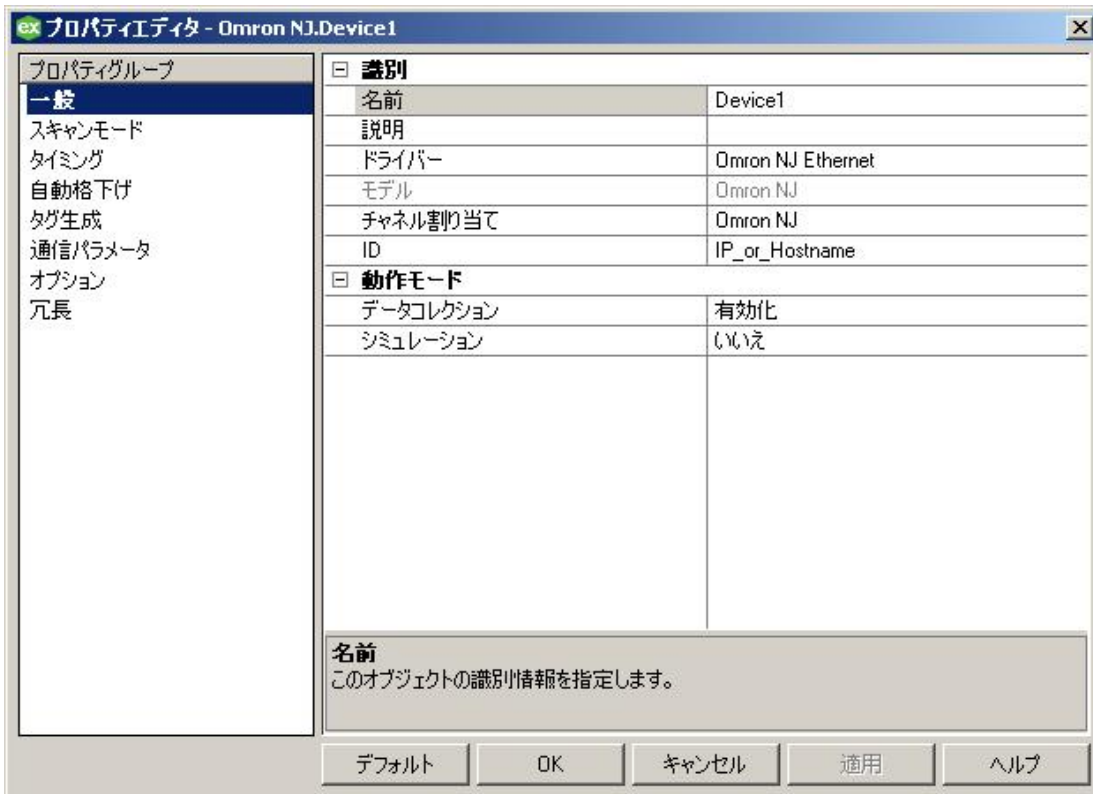 ex プロパティエディタ - Omron NJ.Device1
プロパティグループ
一般
スキャンモード
タイミング
自動格下げ
タグ生成
通信パラメータ
オプション
冗長
識別
名前 Device1
説明
ドライバー Omron NJ Ethernet
モデル Omron NJ
チャネル割り当て Omron NJ
ID IP_or_Hostname
動作モード
データコレクション 有効化
シミュレーション いいえ
名前
このオブジェクトの識別情報を指定します。
デフォルト OK キャンセル 適用 ヘルプ